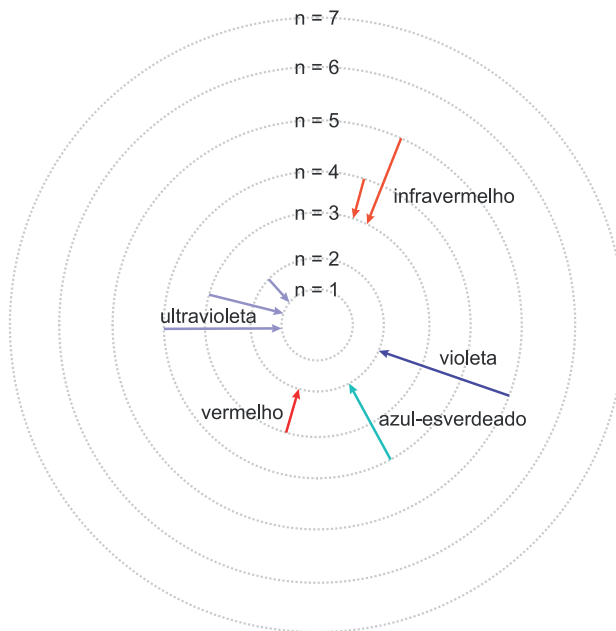 n = 7
n = 6
n = 5
n = 4
infravermelho
n = 3
n = 2
n = 1
ultravioleta
violeta
vermelho
azul-esverdeado